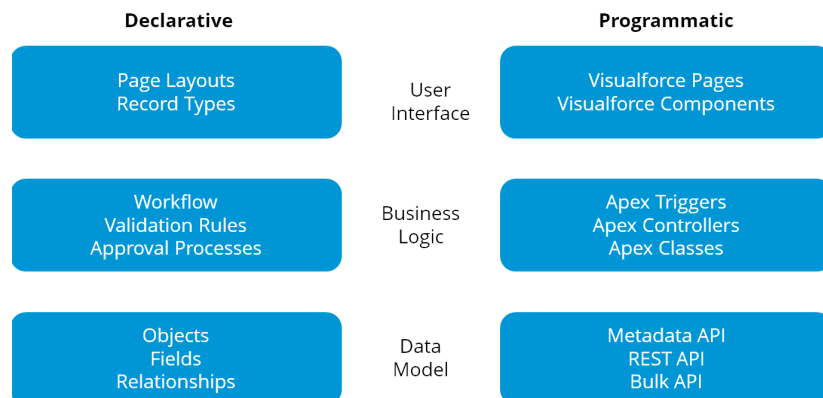 Declarative
Programmatic
Page Layouts
Record Types
User
Interface
Visualforce Pages
Visualforce Components
Workflow
Validation Rules
Approval Processes
Business
Logic
Apex Triggers
Apex Controllers
Apex Classes
Objects
Fields
Relationships
Data
Model
Metadata API
REST API
Bulk API